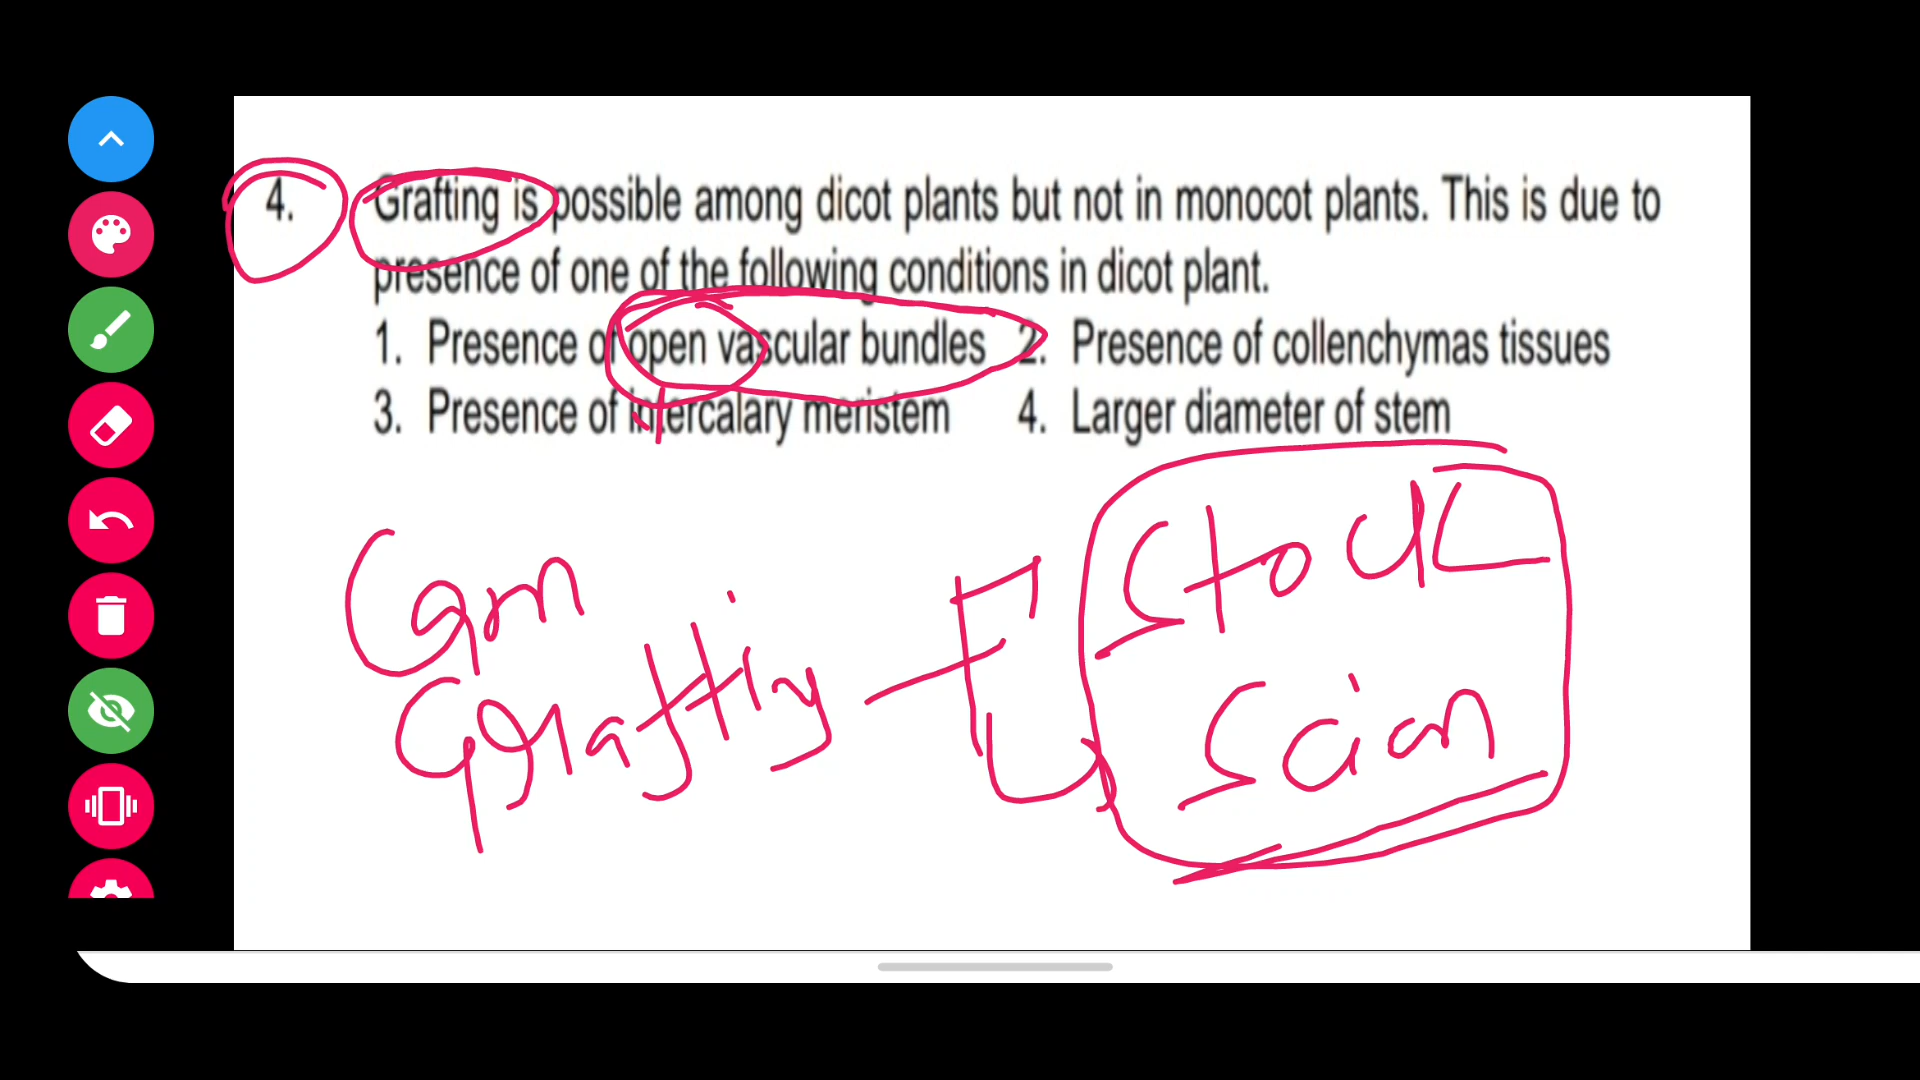 4. Grafting is possible among dicot plants but not in monocot plants. This is due to
presence of one of the following conditions in dicot plant.
1. Presence of open vascular bundles 2. Presence of collenchymas tissues
3. Presence of intercalary meristem 4. Larger diameter of stem
Stock
Scion